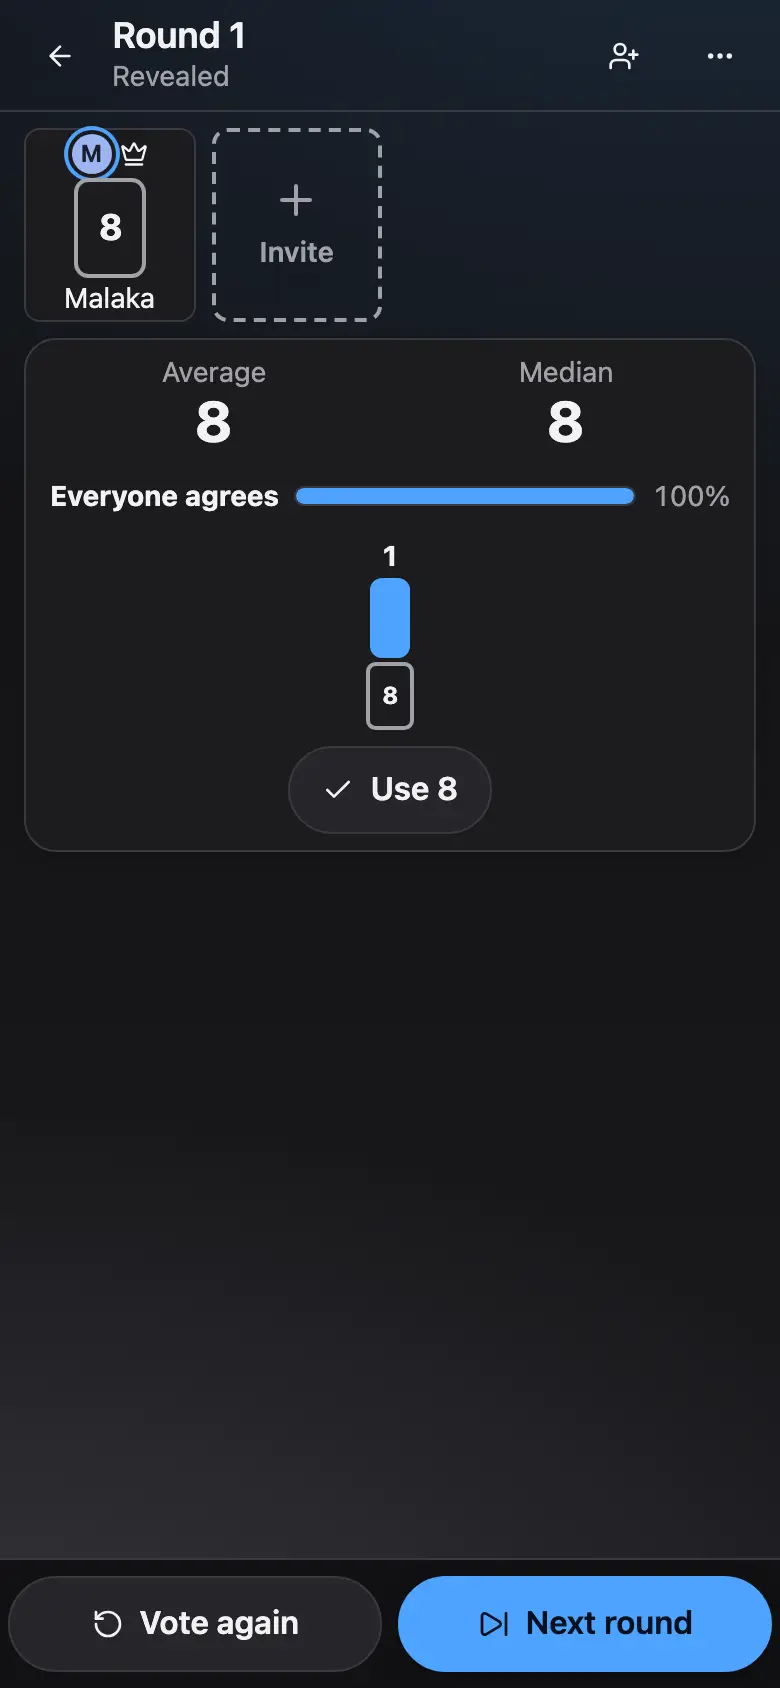 Round 1
Revealed
M
8
Malaka
Invite
Average
8
Median
8
Everyone agrees 100%
1
8
Use 8
Vote again
Next round